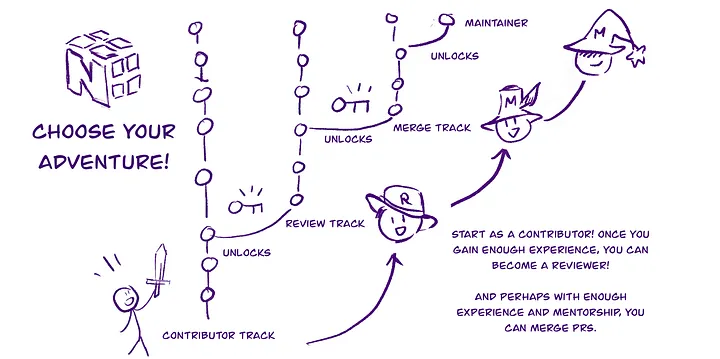 N
CHOOSE YOUR
ADVENTURE!
MAINTAINER
UNLOCKS
M
M
MERGE TRACK
UNLOCKS
R
REVIEW TRACK
UNLOCKS
CONTRIBUTOR TRACK
START AS A CONTRIBUTOR! ONCE YOU
GAIN ENOUGH EXPERIENCE, YOU CAN
BECOME A REVIEWER!
AND PERHAPS WITH ENOUGH
EXPERIENCE AND MENTORSHIP, YOU
CAN MERGE PRS.